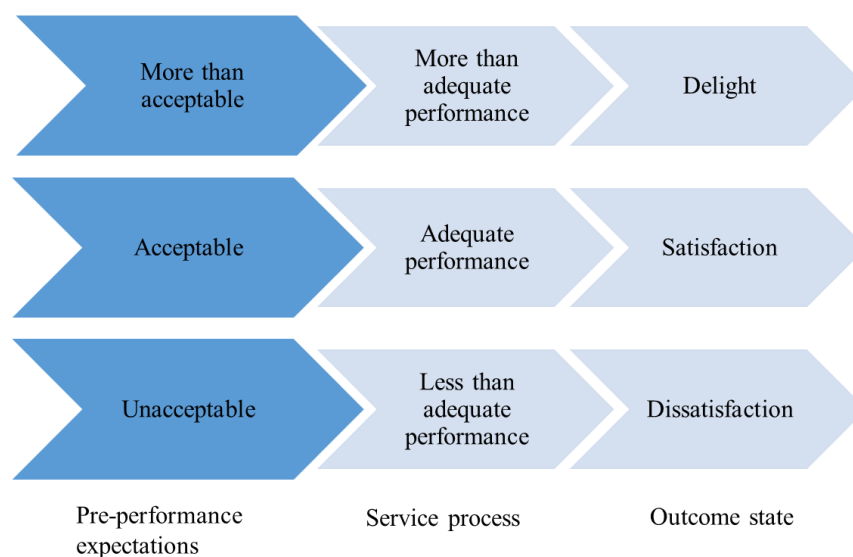 More than
acceptable
More than
adequate
performance
Delight
Acceptable
Adequate
performance
Satisfaction
Unacceptable
Less than
adequate
performance
Dissatisfaction
Pre-performance
expectations
Service process
Outcome state